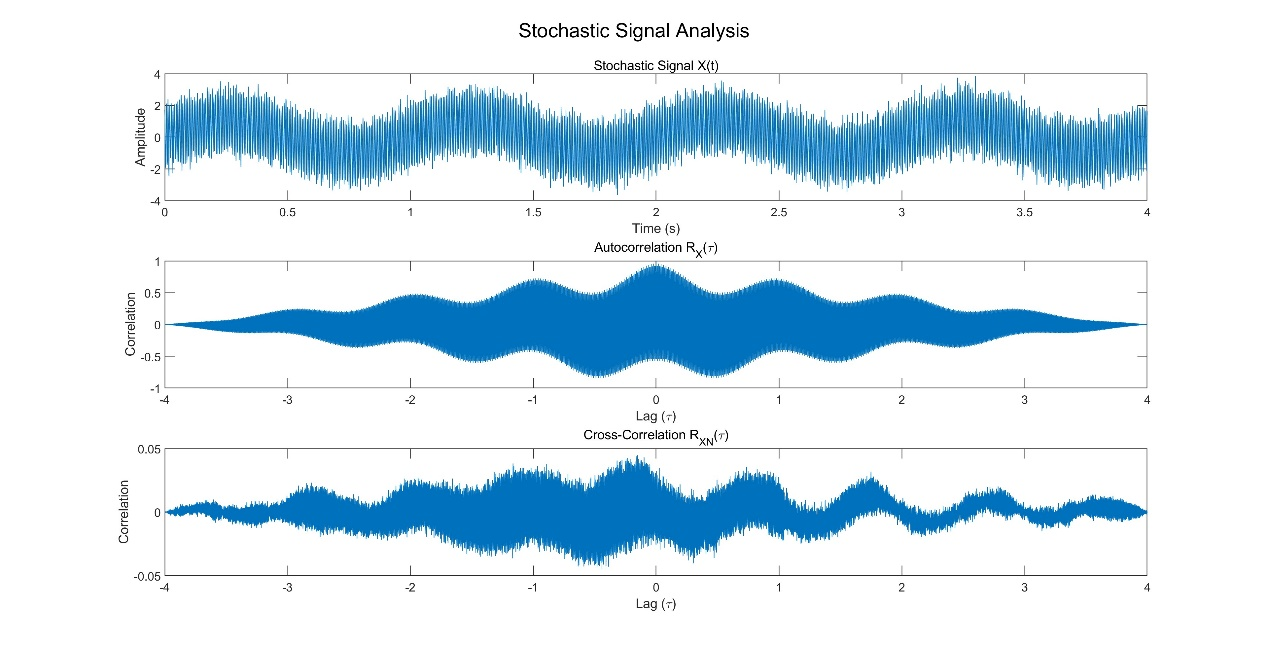 Stochastic Signal Analysis
Stochastic Signal X(t)
4
2
0
-2
-4
Amplitude
0 0.5 1 1.5 2 2.5 3 3.5 4
Time (s)
Autocorrelation R_X(τ)
1
0.5
0
-0.5
-1
Correlation
-4 -3 -2 -1 0 1 2 3 4
Lag (τ)
Cross-Correlation R_XN(τ)
0.05
0
-0.05
Correlation
-4 -3 -2 -1 0 1 2 3 4
Lag (τ)